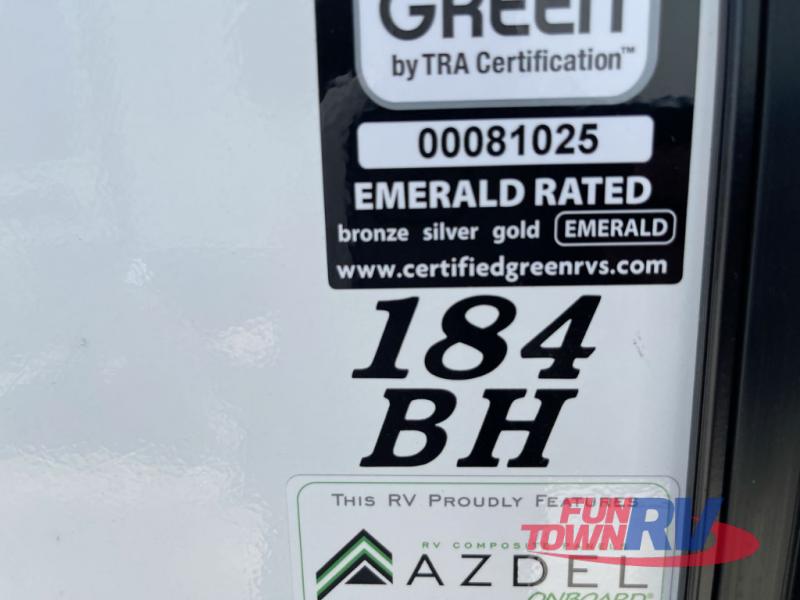 GREEN
by TRA Certification™
00081025
EMERALD RATED
bronze silver gold EMERALD
www.certifiedgreenrvs.com
184
BH
THIS RV PROUDLY FEATURES
RV COMPOSITE PANELS
AZDEL
ONBOARD®
FUN TOWN RV